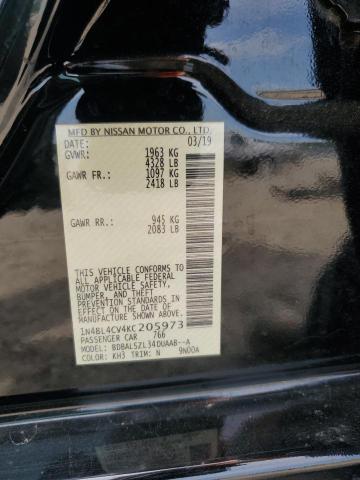 MFD BY NISSAN MOTOR CO., LTD.
DATE: 03/19
GVWR: 1963 KG
4328 LB
GAWR FR: 1097 KG
2418 LB
GAWR RR: 945 KG
2083 LB
THIS VEHICLE CONFORMS TO
ALL APPLICABLE FEDERAL
MOTOR VEHICLE SAFETY,
BUMPER, AND THEFT
PREVENTION STANDARDS IN
EFFECT ON THE DATE OF
MANUFACTURE SHOWN ABOVE.
1N4BL4CV4KC205973
PASSENGER CAR 766
MODEL: BDBALSZL34DUAAB--A
COLOR: KH3 TRIM: N 9N00A